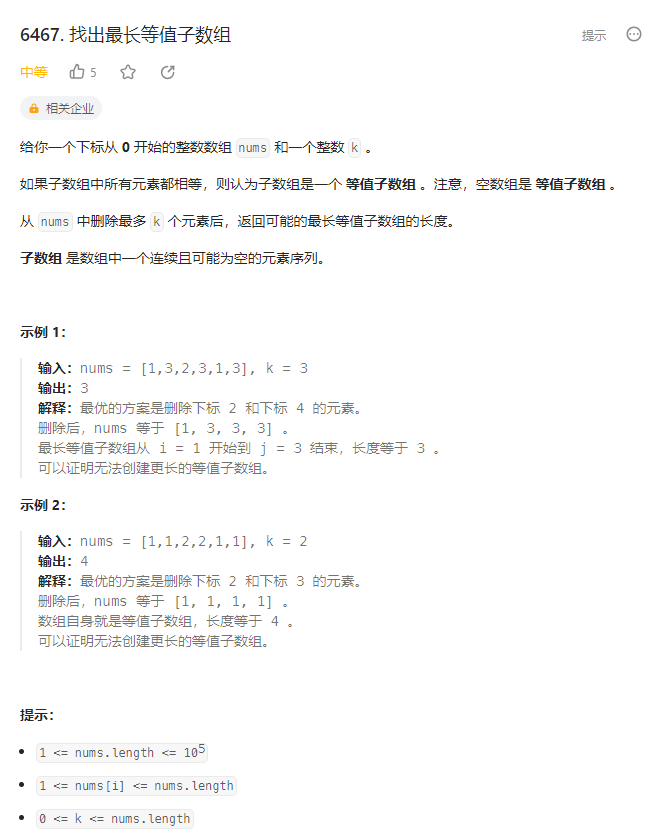 6467. 找出最长等值子数组
提示
中等
5
相关企业
给你一个下标从 0 开始的整数数组 nums 和一个整数 k 。
如果子数组中所有元素都相等，则认为子数组是一个 等值子数组 。注意，空数组是 等值子数组 。
从 nums 中删除最多 k 个元素后，返回可能的最长等值子数组的长度。
子数组 是数组中一个连续且可能为空的元素序列。
示例 1：
输入：nums = [1,3,2,3,1,3], k = 3
输出：3
解释：最优的方案是删除下标 2 和下标 4 的元素。
删除后，nums 等于 [1, 3, 3, 3] 。
最长等值子数组从 i = 1 开始到 j = 3 结束，长度等于 3 。
可以证明无法创建更长的等值子数组。
示例 2：
输入：nums = [1,1,2,2,1,1], k = 2
输出：4
解释：最优的方案是删除下标 2 和下标 3 的元素。
删除后，nums 等于 [1, 1, 1, 1] 。
数组自身就是等值子数组，长度等于 4 。
可以证明无法创建更长的等值子数组。
提示：
1 <= nums.length <= 10⁵
1 <= nums[i] <= nums.length
0 <= k <= nums.length